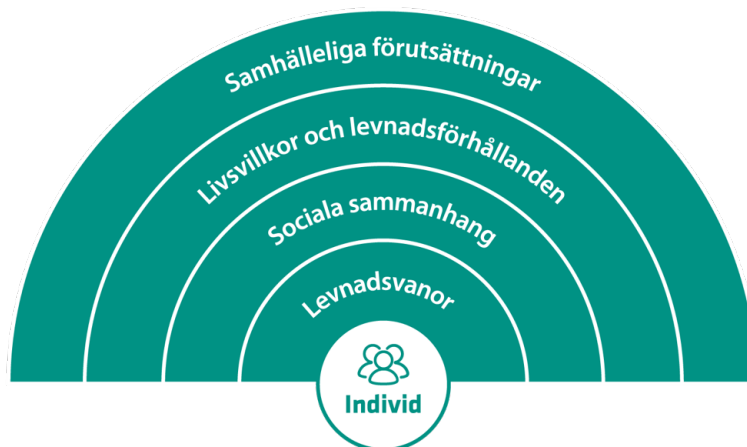 Samhälleliga förutsättningar
Livsvillkor och levnadsförhållanden
Sociala sammanhang
Levnadsvanor
Individ